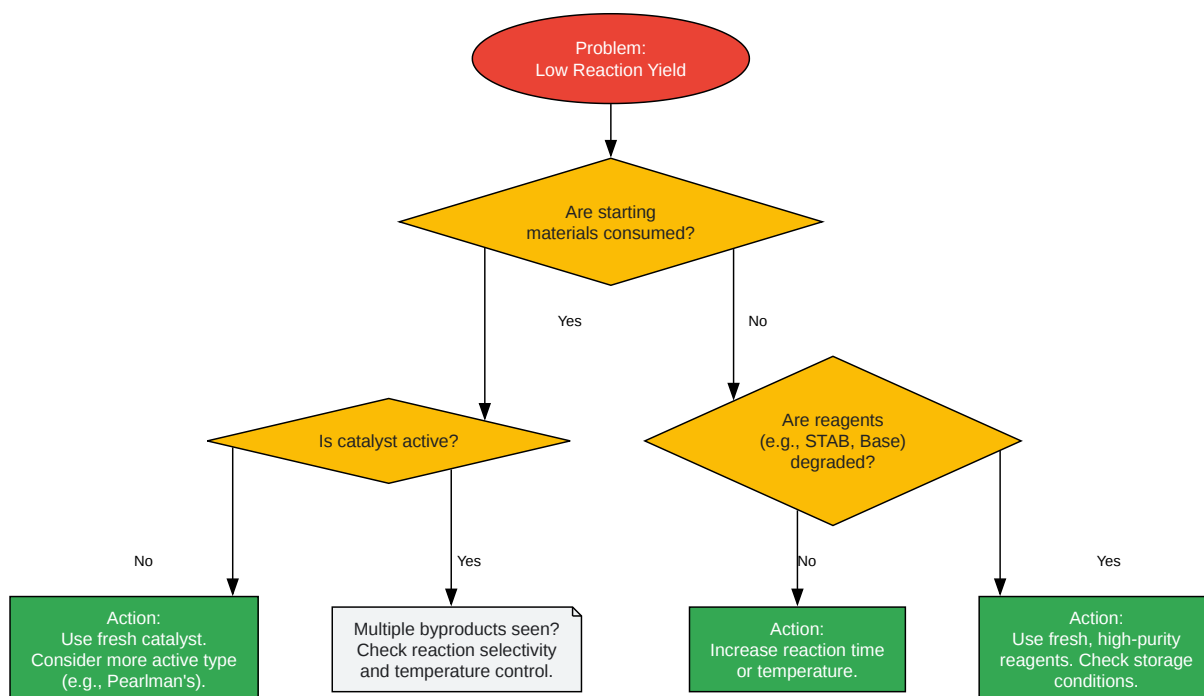 Problem:
Low Reaction Yield
Are starting
materials consumed?
Yes
No
Is catalyst active?
Are reagents
(e.g., STAB, Base)
degraded?
No
Yes
No
Yes
Action:
Use fresh catalyst.
Consider more active type
(e.g., Pearlman's).
Multiple byproducts seen?
Check reaction selectivity
and temperature control.
Action:
Increase reaction time
or temperature.
Action:
Use fresh, high-purity
reagents. Check storage
conditions.